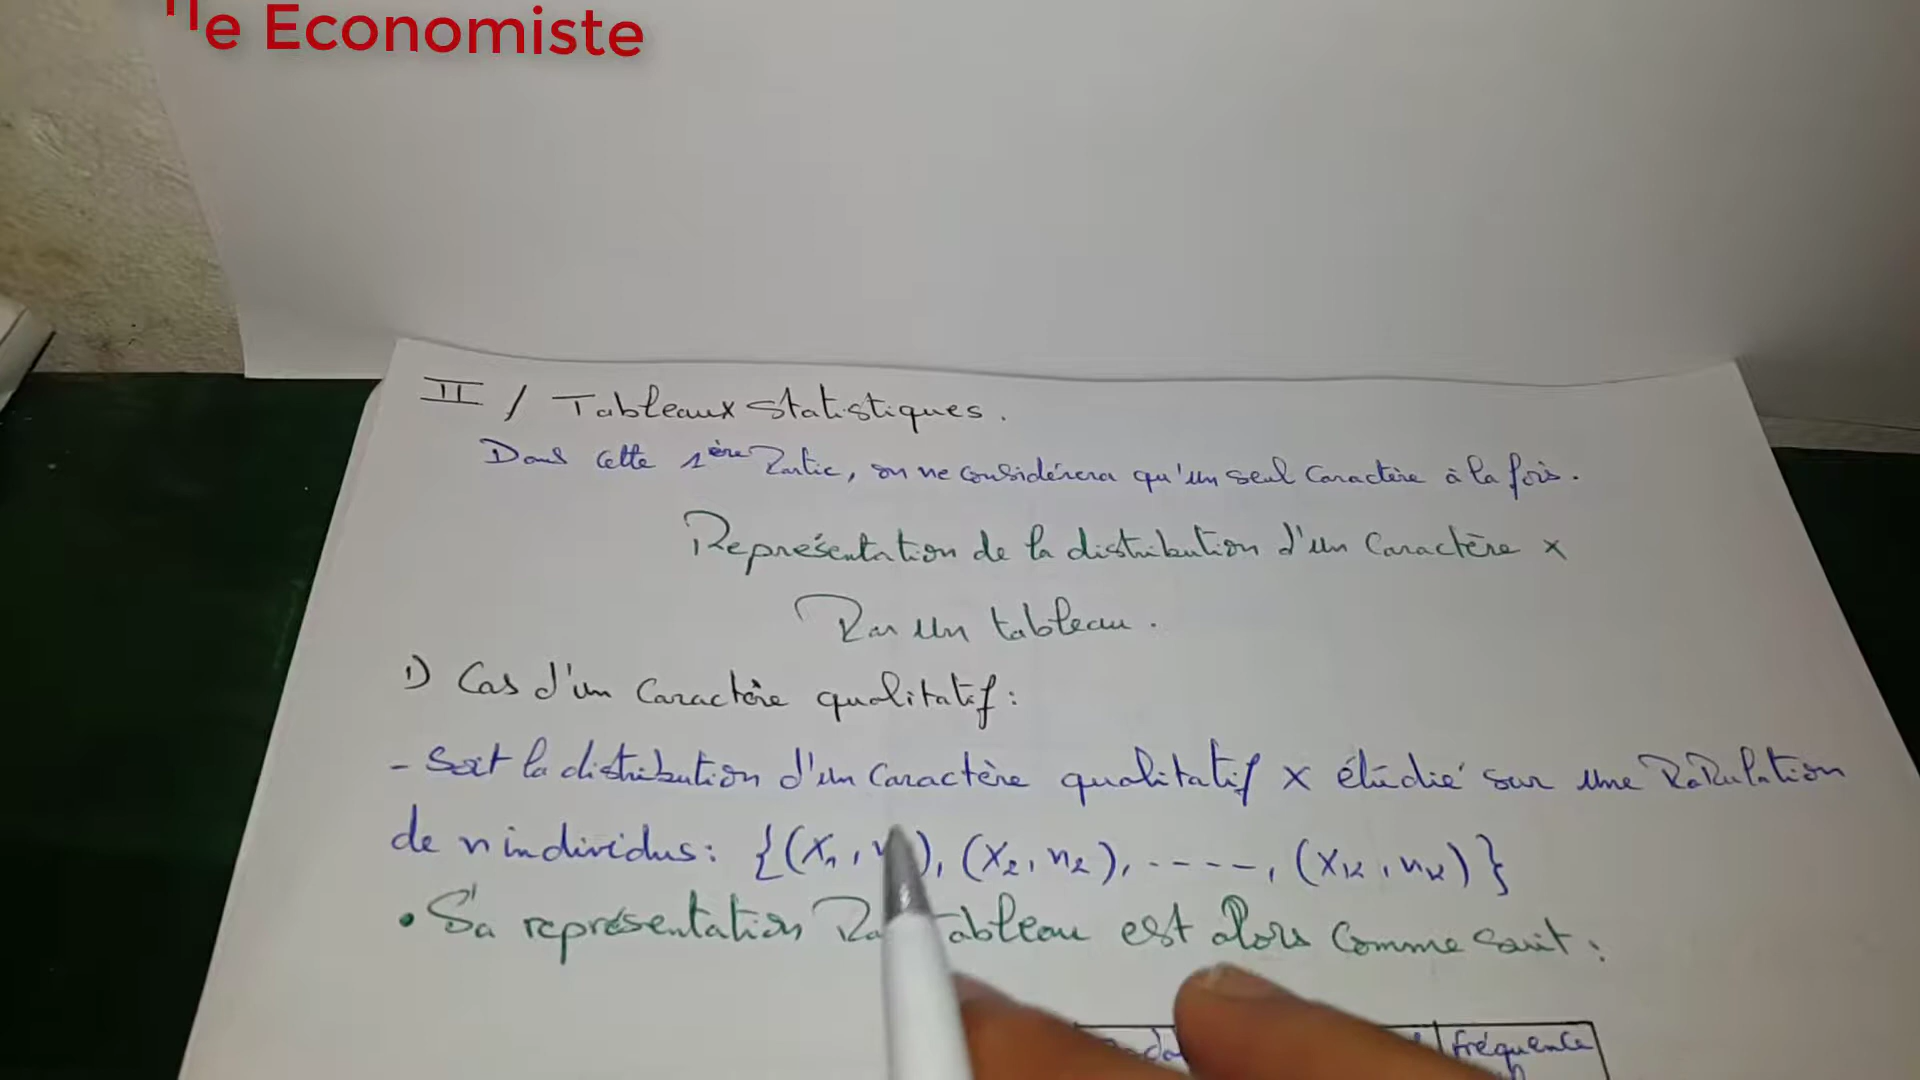 le Economiste
II / Tableaux statistiques.
Dans cette 1ère Partie, on ne considérera qu'un seul Caractère à la fois.
Représentation de la distribution d'un Caractère x
Par un tableau.
1) Cas d'un Caractère qualitatif :
- Soit la distribution d'un Caractère qualitatif x étudié sur une Population
de n individus : {(x₁, n), (x₂, n₂), ----, (xₖ, nₖ)}
• Sa représentation Par Tableau est alors Comme suit :
fréquence